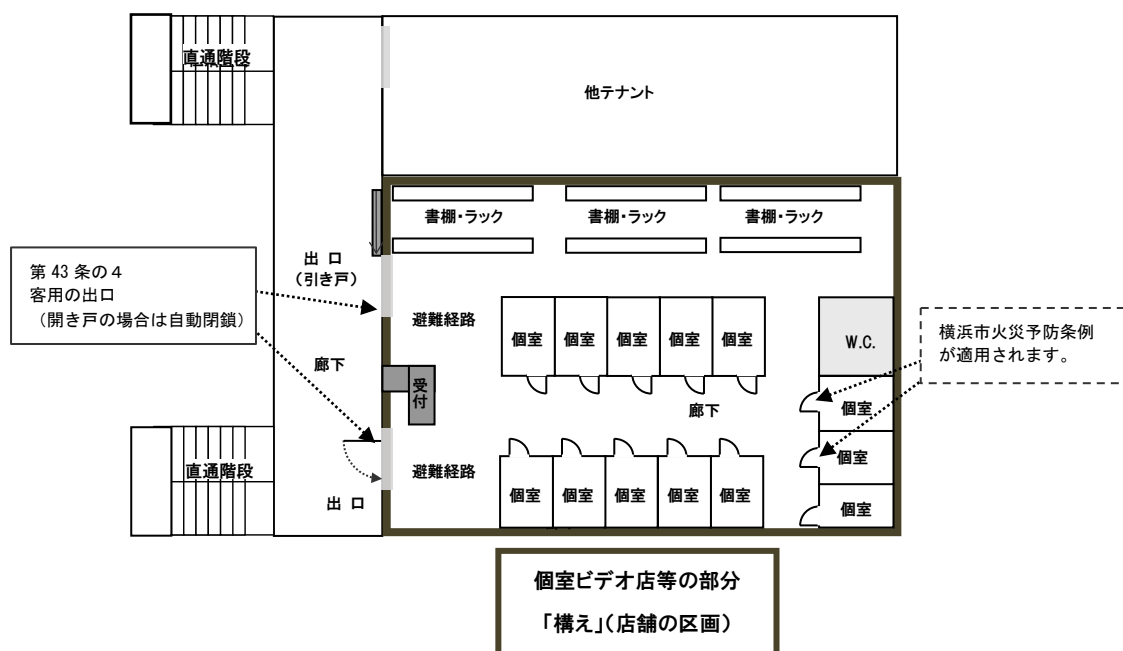 直通階段
他テナント
書棚・ラック
書棚・ラック
書棚・ラック
第 43 条の４
客用の出口
（開き戸の場合は自動閉鎖）
出 口
（引き戸）
避難経路
個室
個室
個室
個室
個室
W.C.
横浜市火災予防条例
が適用されます。
廊下
受付
廊下
個室
個室
直通階段
避難経路
出 口
個室
個室
個室
個室
個室
個室
個室ビデオ店等の部分
「構え」（店舗の区画）